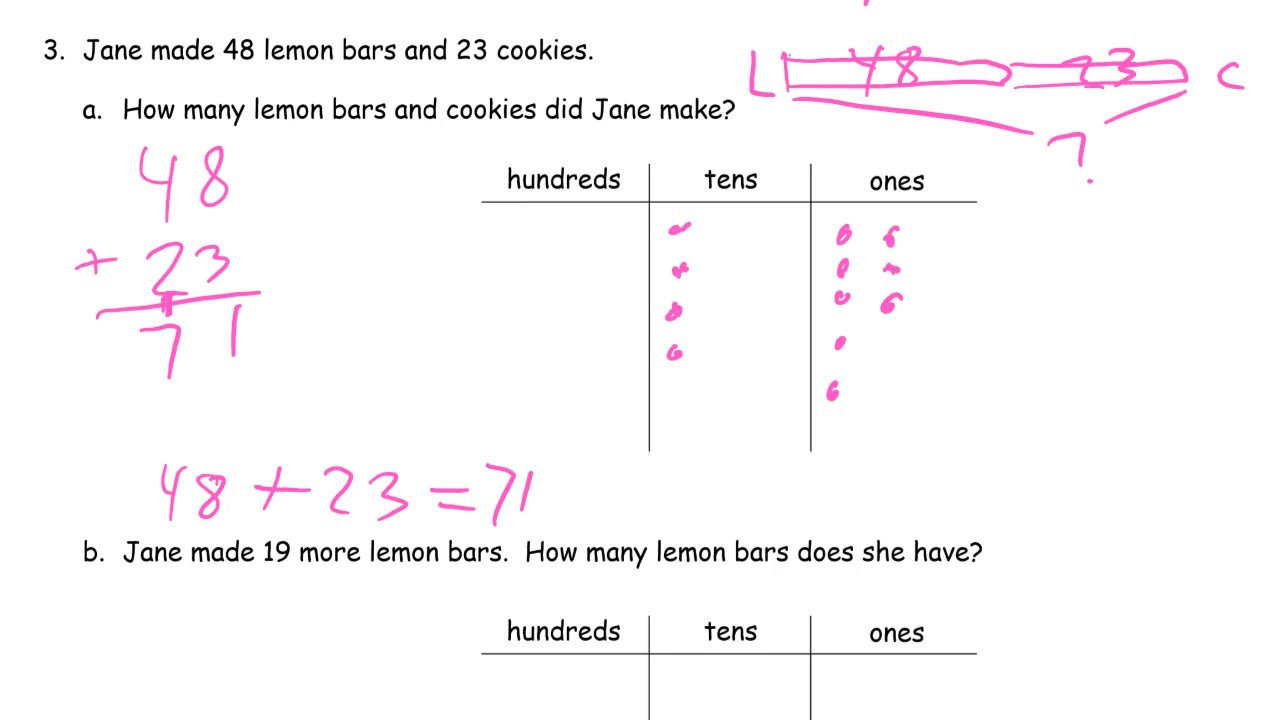 3. Jane made 48 lemon bars and 23 cookies.
L 48 23 C
a. How many lemon bars and cookies did Jane make?
?
48
hundreds tens ones
+ 23
1
71
48 + 23 = 71
b. Jane made 19 more lemon bars. How many lemon bars does she have?
hundreds tens ones